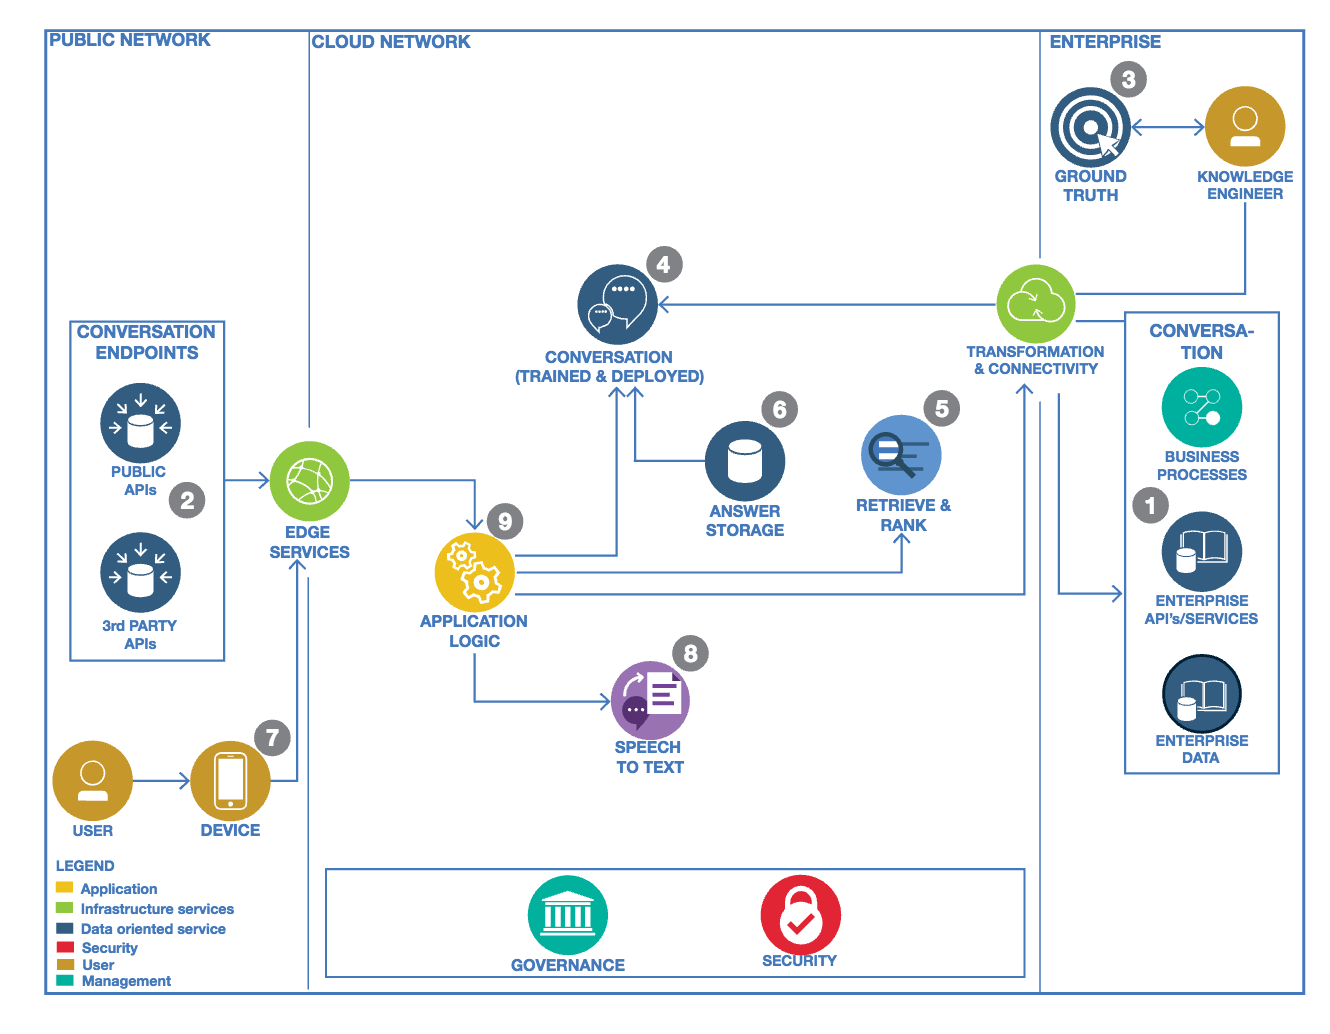 PUBLIC NETWORK
CLOUD NETWORK
ENTERPRISE
3
GROUND
TRUTH
KNOWLEDGE
ENGINEER
4
CONVERSATION
(TRAINED & DEPLOYED)
TRANSFORMATION
& CONNECTIVITY
CONVERSATION
ENDPOINTS
PUBLIC
APIs
2
3rd PARTY
APIs
EDGE
SERVICES
6
ANSWER
STORAGE
5
RETRIEVE &
RANK
9
APPLICATION
LOGIC
8
SPEECH
TO TEXT
CONVERSA-
TION
BUSINESS
PROCESSES
1
ENTERPRISE
API's/SERVICES
ENTERPRISE
DATA
7
USER
DEVICE
LEGEND
Application
Infrastructure services
Data oriented service
Security
User
Management
GOVERNANCE
SECURITY